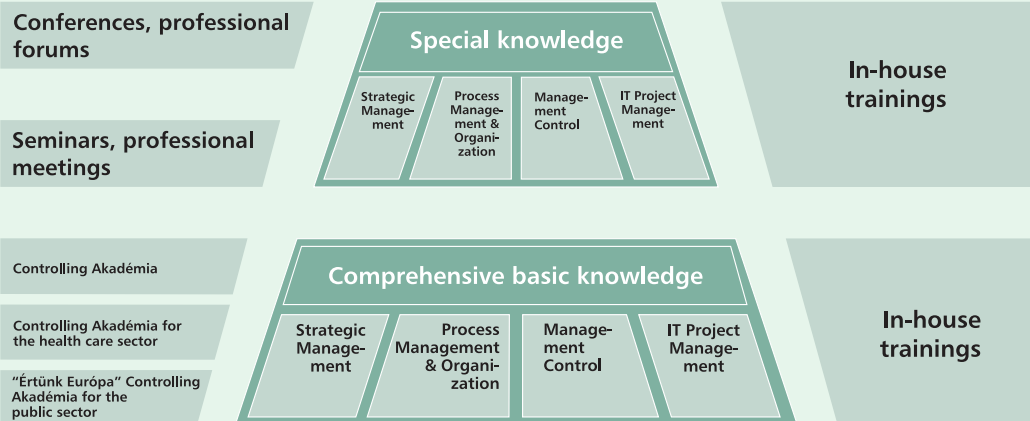 Conferences, professional
forums
Seminars, professional
meetings
Special knowledge
Strategic
Manage-
ment
Process
Manage-
ment &
Organi-
zation
Manage-
ment
Control
IT Project
Manage-
ment
In-house
trainings
Controlling Akadémia
Controlling Akadémia for
the health care sector
“Értünk Európa” Controlling
Akadémia for the
public sector
Comprehensive basic knowledge
Strategic
Manage-
ment
Process
Management
& Organi-
zation
Manage-
ment
Control
IT Project
Manage-
ment
In-house
trainings